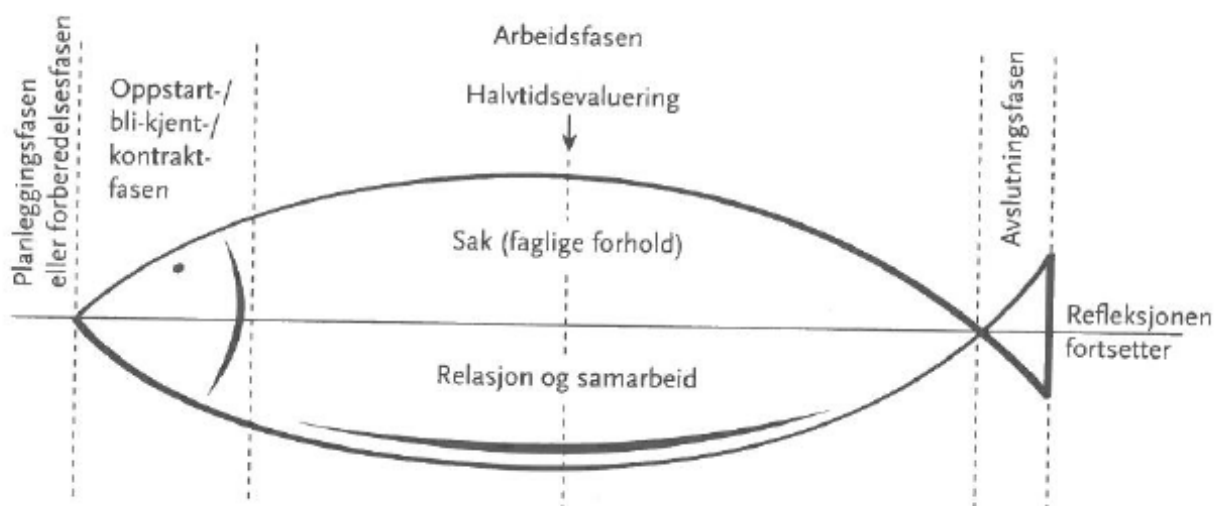 Planleggingsfasen
eller forberedelsesfasen
Oppstart-/
bli-kjent-/
kontrakt-
fasen
Arbeidsfasen
Halvtidsevaluering
Sak (faglige forhold)
Relasjon og samarbeid
Avslutningsfasen
Refleksjonen
fortsetter